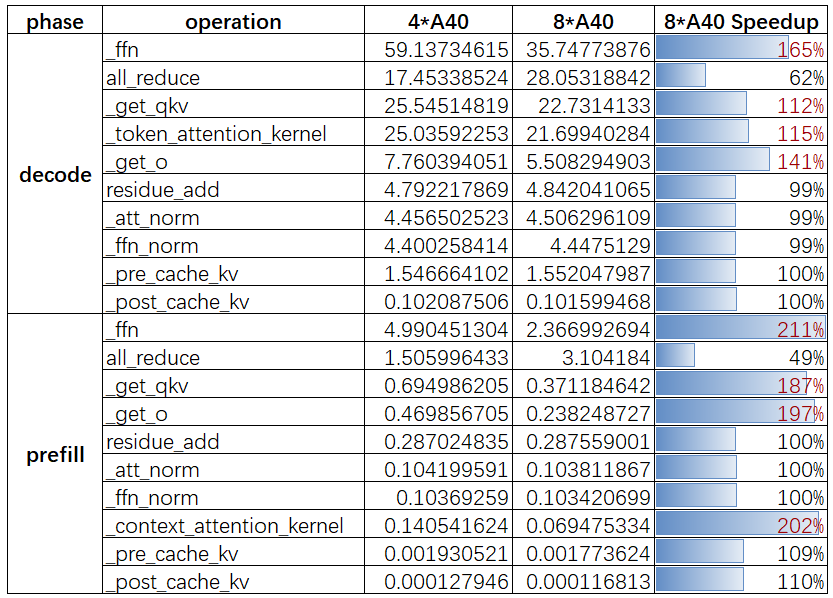 phase operation 4*A40 8*A40 8*A40 Speedup
decode
_ffn 59.13734615 35.74773876 165%
all_reduce 17.45338524 28.05318842 62%
_get_qkv 25.54514819 22.7314133 112%
_token_attention_kernel 25.03592253 21.69940284 115%
_get_o 7.760394051 5.508294903 141%
residue_add 4.792217869 4.842041065 99%
_att_norm 4.456502523 4.506296109 99%
_ffn_norm 4.400258414 4.4475129 99%
_pre_cache_kv 1.546664102 1.552047987 100%
_post_cache_kv 0.102087506 0.101599468 100%
prefill
_ffn 4.990451304 2.366992694 211%
all_reduce 1.505996433 3.104184 49%
_get_qkv 0.694986205 0.371184642 187%
_get_o 0.469856705 0.238248727 197%
residue_add 0.287024835 0.287559001 100%
_att_norm 0.104199591 0.103811867 100%
_ffn_norm 0.10369259 0.103420699 100%
_context_attention_kernel 0.140541624 0.069475334 202%
_pre_cache_kv 0.001930521 0.001773624 109%
_post_cache_kv 0.000127946 0.000116813 110%